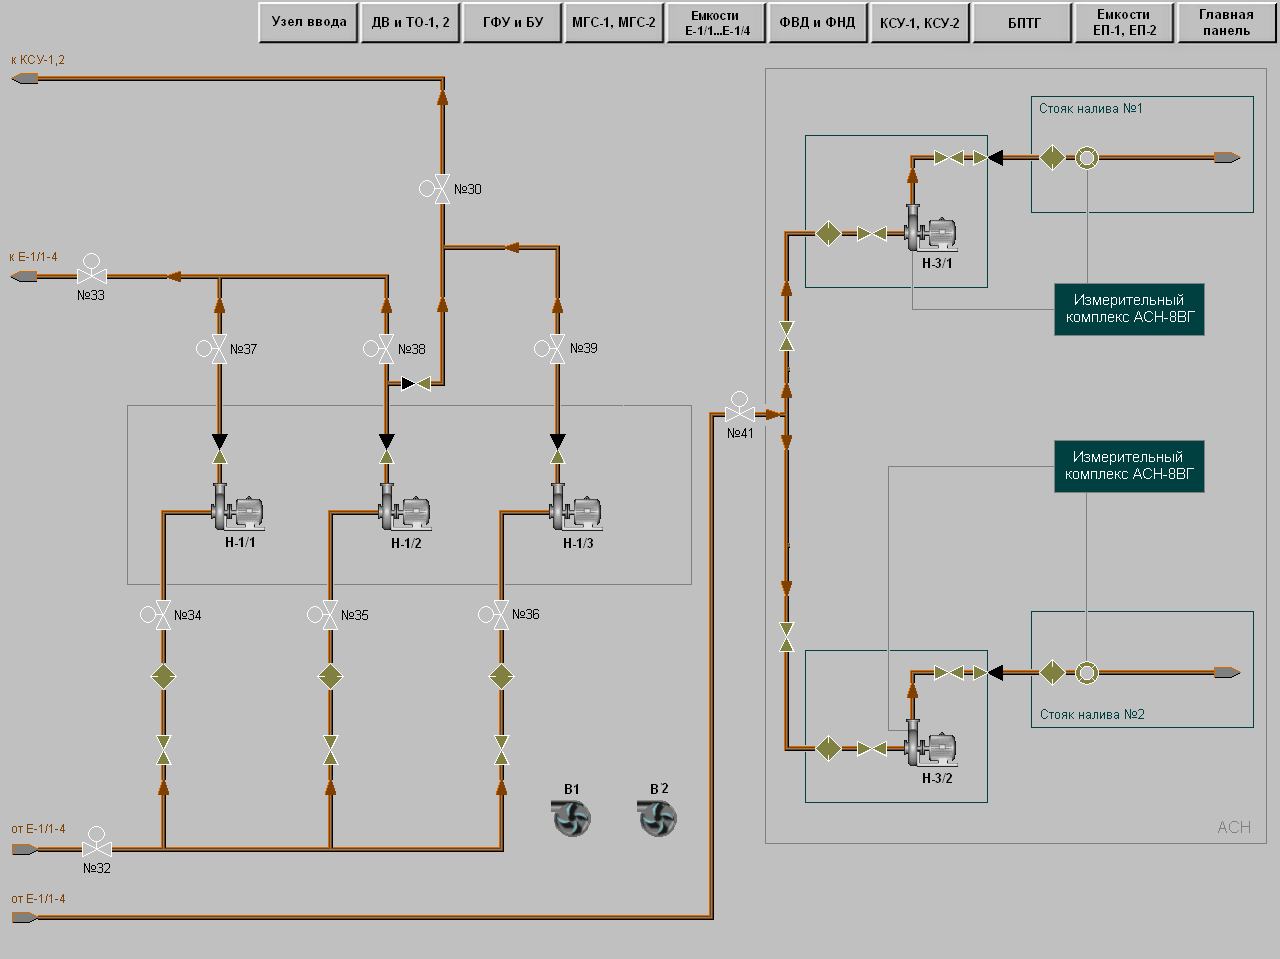 Узел ввода
ДВ и ТО-1, 2
ГФУ и БУ
МГС-1, МГС-2
Емкости
Е-1/1...Е-1/4
ФВД и ФНД
КСУ-1, КСУ-2
БПТГ
Емкости
ЕП-1, ЕП-2
Главная
панель
к КСУ-1,2
Стояк налива №1
№30
к Е-1/1-4
№33
Н-3/1
Измерительный
комплекс АСН-8ВГ
№37
№38
№39
№41
Измерительный
комплекс АСН-8ВГ
Н-1/1
Н-1/2
Н-1/3
№34
№35
№36
Стояк налива №2
Н-3/2
В1
В2
от Е-1/1-4
АСН
№32
от Е-1/1-4